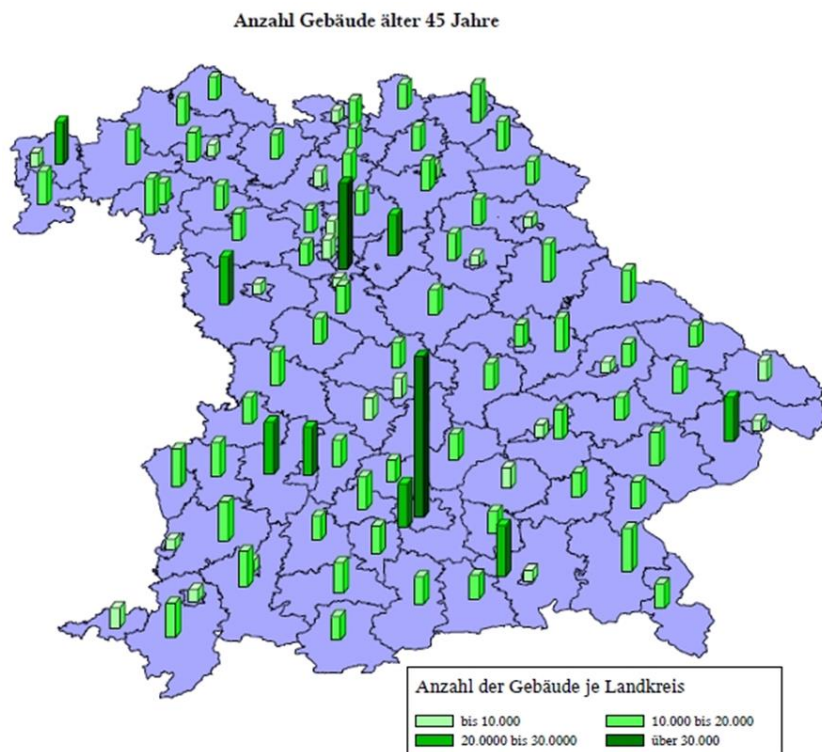 Anzahl Gebäude älter 45 Jahre
Anzahl der Gebäude je Landkreis
bis 10.000
10.000 bis 20.000
20.0000 bis 30.0000
über 30.000